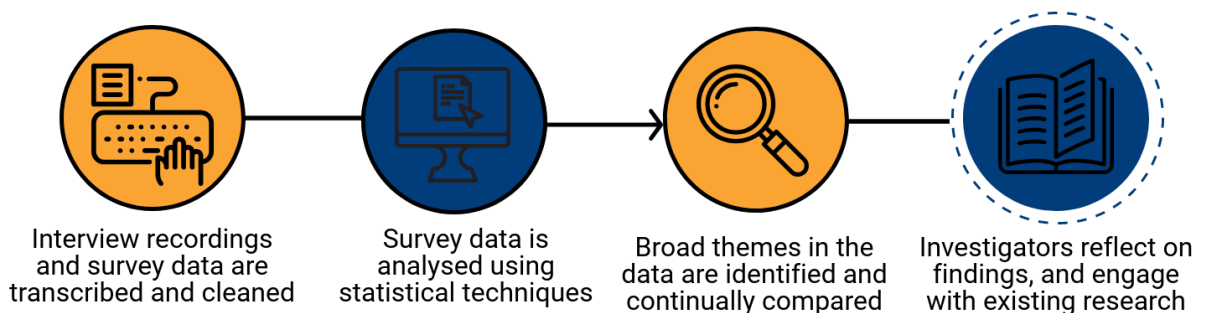 Interview recordings
and survey data are
transcribed and cleaned
Survey data is
analysed using
statistical techniques
Broad themes in the
data are identified and
continually compared
Investigators reflect on
findings, and engage
with existing research